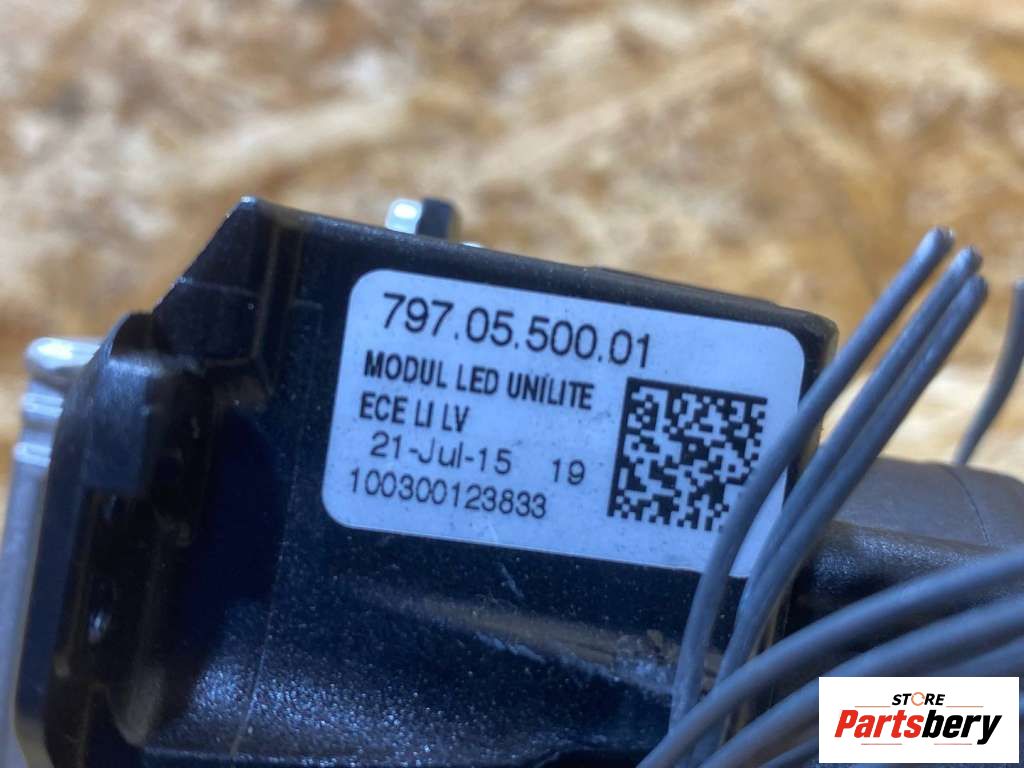 797.05.500.01
MODUL LED UNILITE
ECE LI LV
21-Jul-15 19
100300123833
STORE
Partsbery